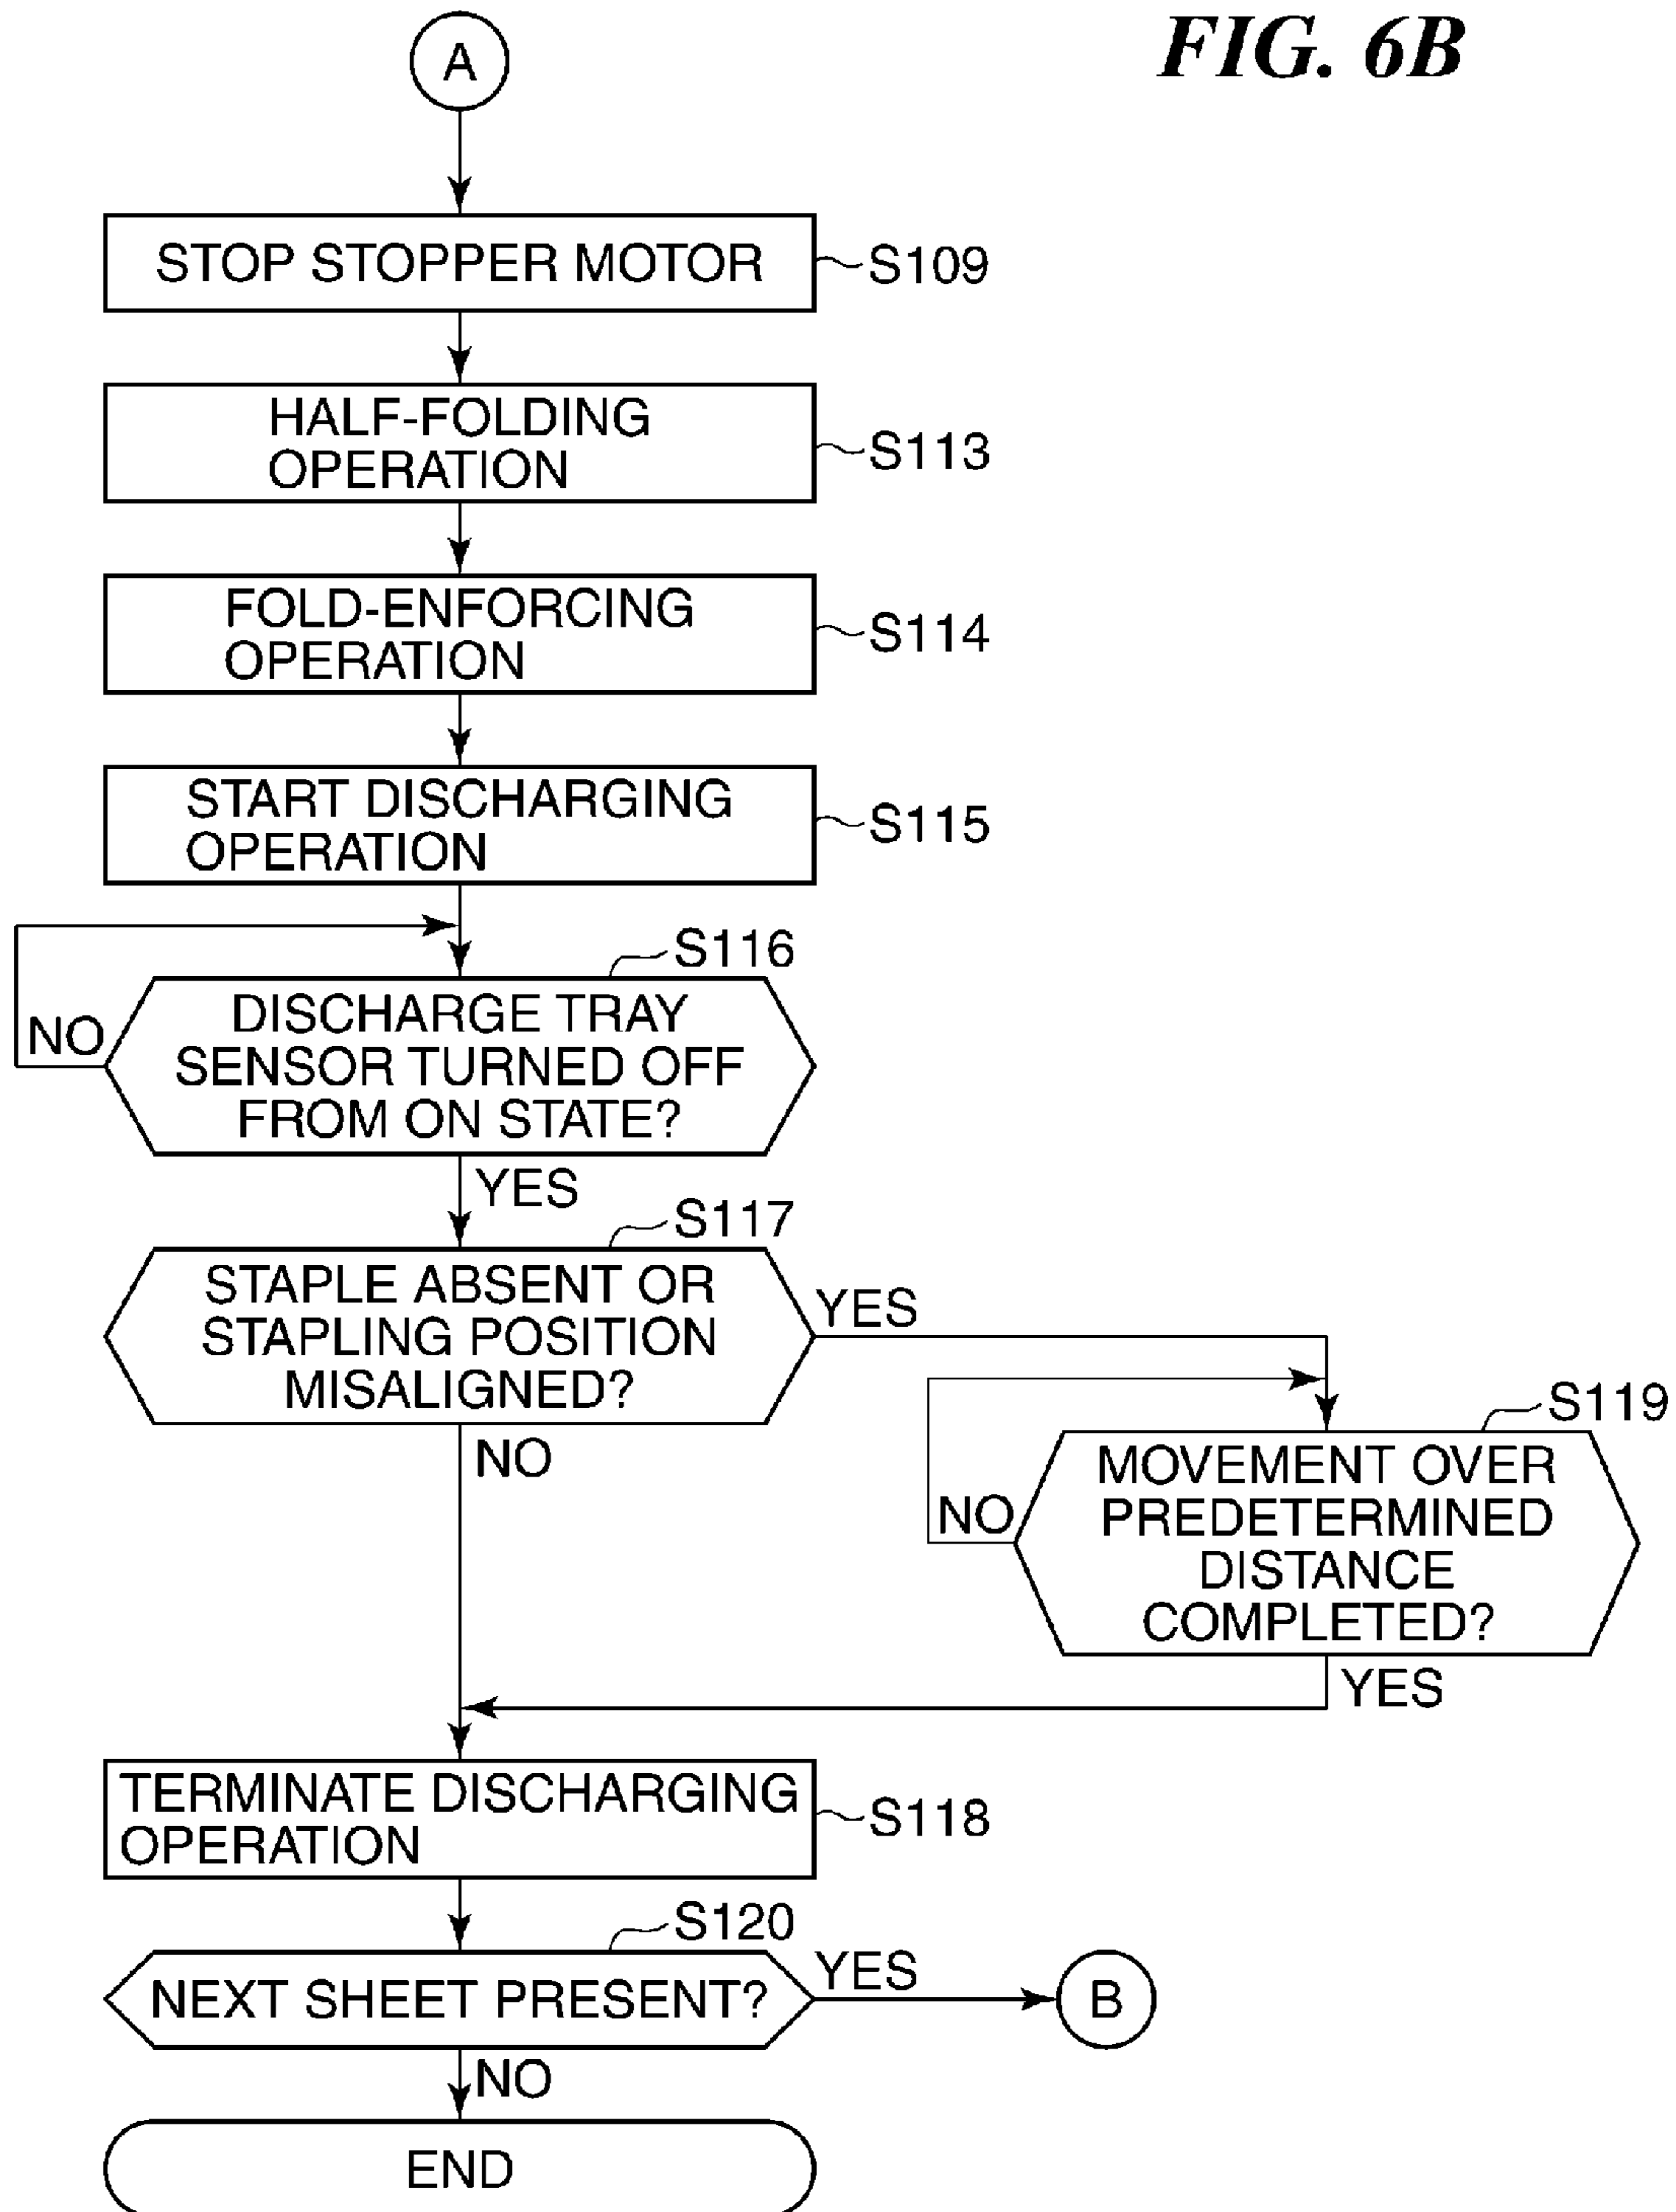 FIG. 6B
A
STOP STOPPER MOTOR
S109
HALF-FOLDING
OPERATION
S113
FOLD-ENFORCING
OPERATION
S114
START DISCHARGING
OPERATION
S115
S116
DISCHARGE TRAY
SENSOR TURNED OFF
FROM ON STATE?
NO
YES
S117
STAPLE ABSENT OR
STAPLING POSITION
MISALIGNED?
YES
NO
S119
MOVEMENT OVER
PREDETERMINED
DISTANCE
COMPLETED?
NO
YES
TERMINATE DISCHARGING
OPERATION
S118
S120
NEXT SHEET PRESENT?
YES
B
NO
END